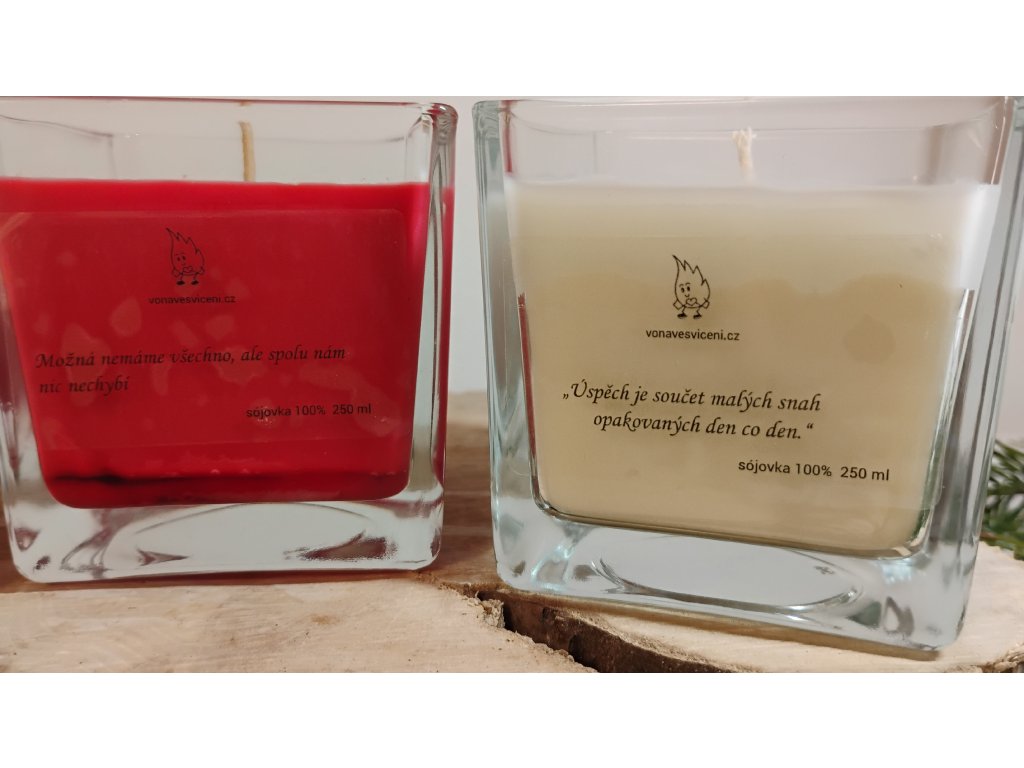 vonavesviceni.cz
Možná nemáme všechno, ale spolu nám
nic nechybí
sójovka 100% 250 ml
vonavesviceni.cz
„Úspěch je součet malých snah
opakovaných den co den.“
sójovka 100% 250 ml